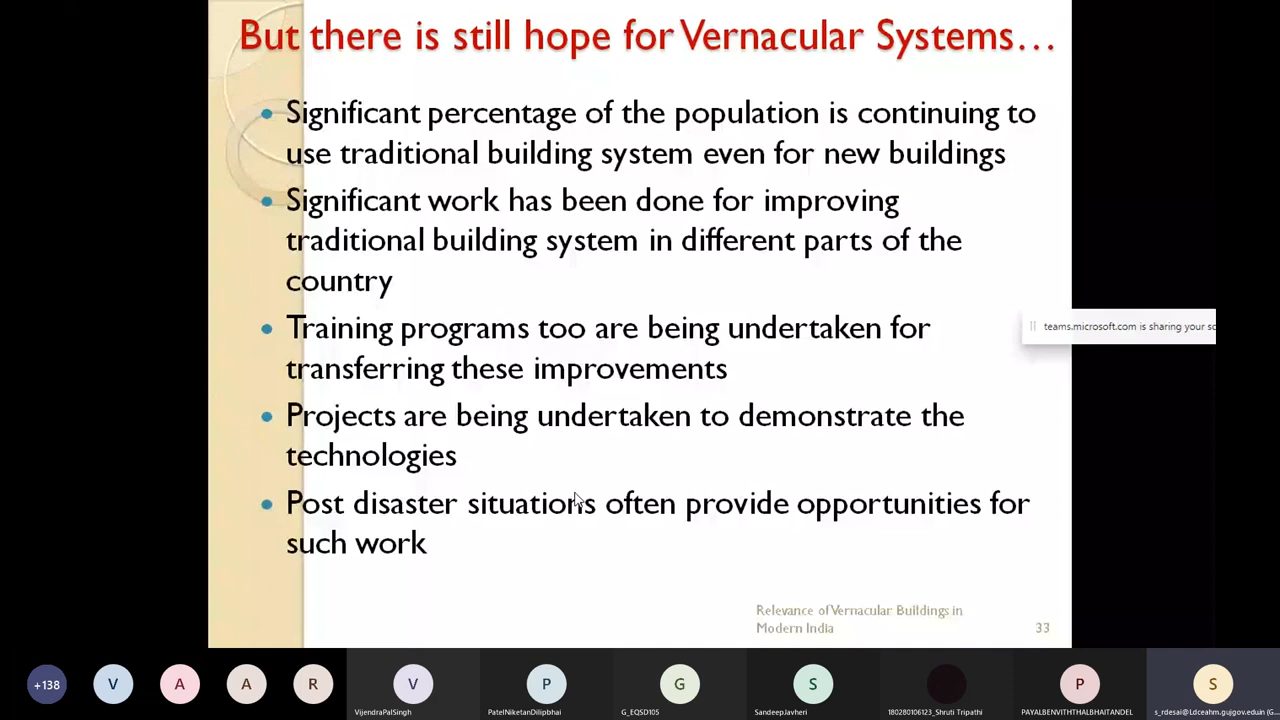 But there is still hope for Vernacular Systems...
Significant percentage of the population is continuing to
use traditional building system even for new buildings
Significant work has been done for improving
traditional building system in different parts of the
country
Training programs too are being undertaken for
transferring these improvements
Projects are being undertaken to demonstrate the
technologies
Post disaster situations often provide opportunities for
such work
teams.microsoft.com is sharing your sc
Relevance of Vernacular Buildings in
Modern India
33
+138
V
A
A
R
V
P
G
S
P
S
VijendraPalSingh
PatelNiketanDilipbhai
G_EQSD105
SandeepJavheri
180280106123_Shruti Tripathi
PAYALBENVITHTHALBHAITANDEL
s_rdesai@Ldceahm.gujgov.edu.in (G...